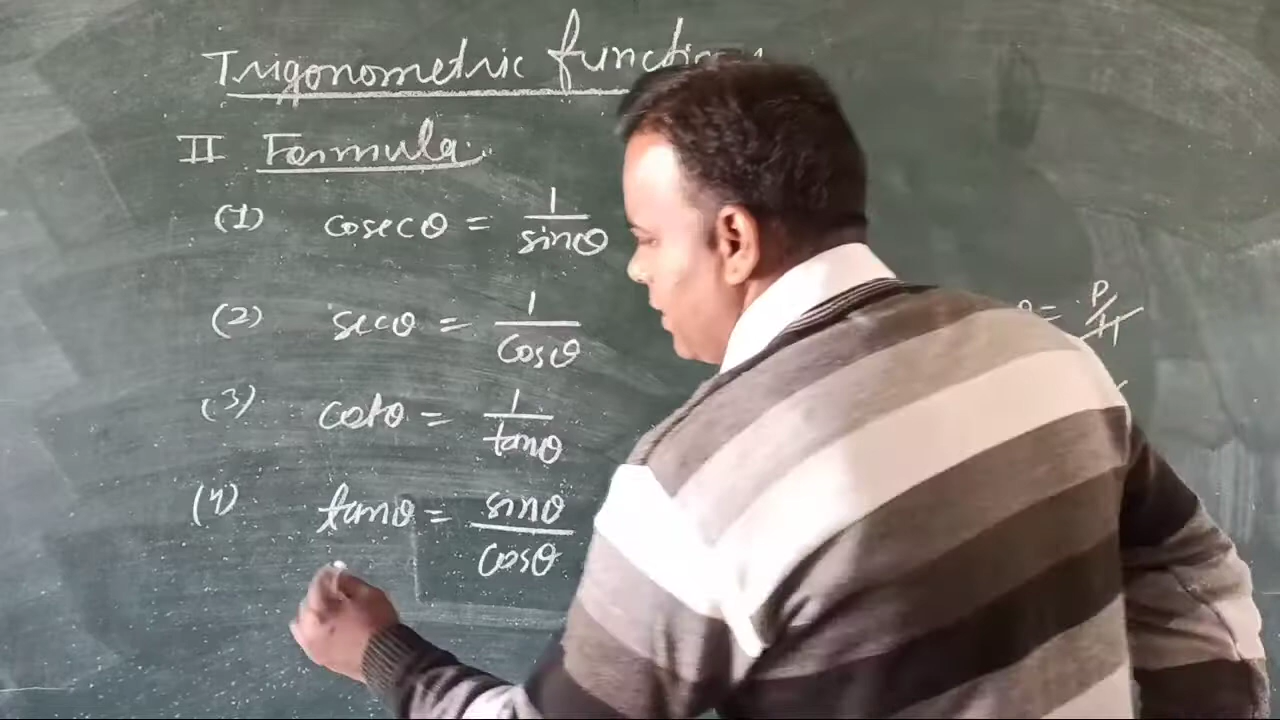 Trigonometric function
II Formula
(1) cosecθ = 1/sinθ
(2) secθ = 1/cosθ
(3) cotθ = 1/tanθ
(4) tanθ = sinθ/cosθ
θ = P/H